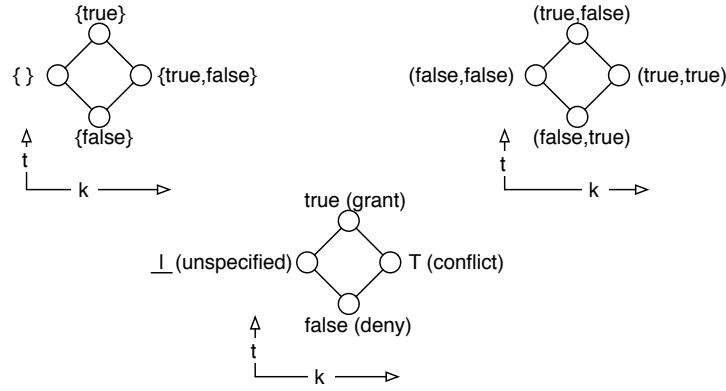 {true}
{ } {true,false}
{false}
t
k
(true,false)
(false,false) (true,true)
(false,true)
t
k
true (grant)
⊥ (unspecified) T (conflict)
false (deny)
t
k